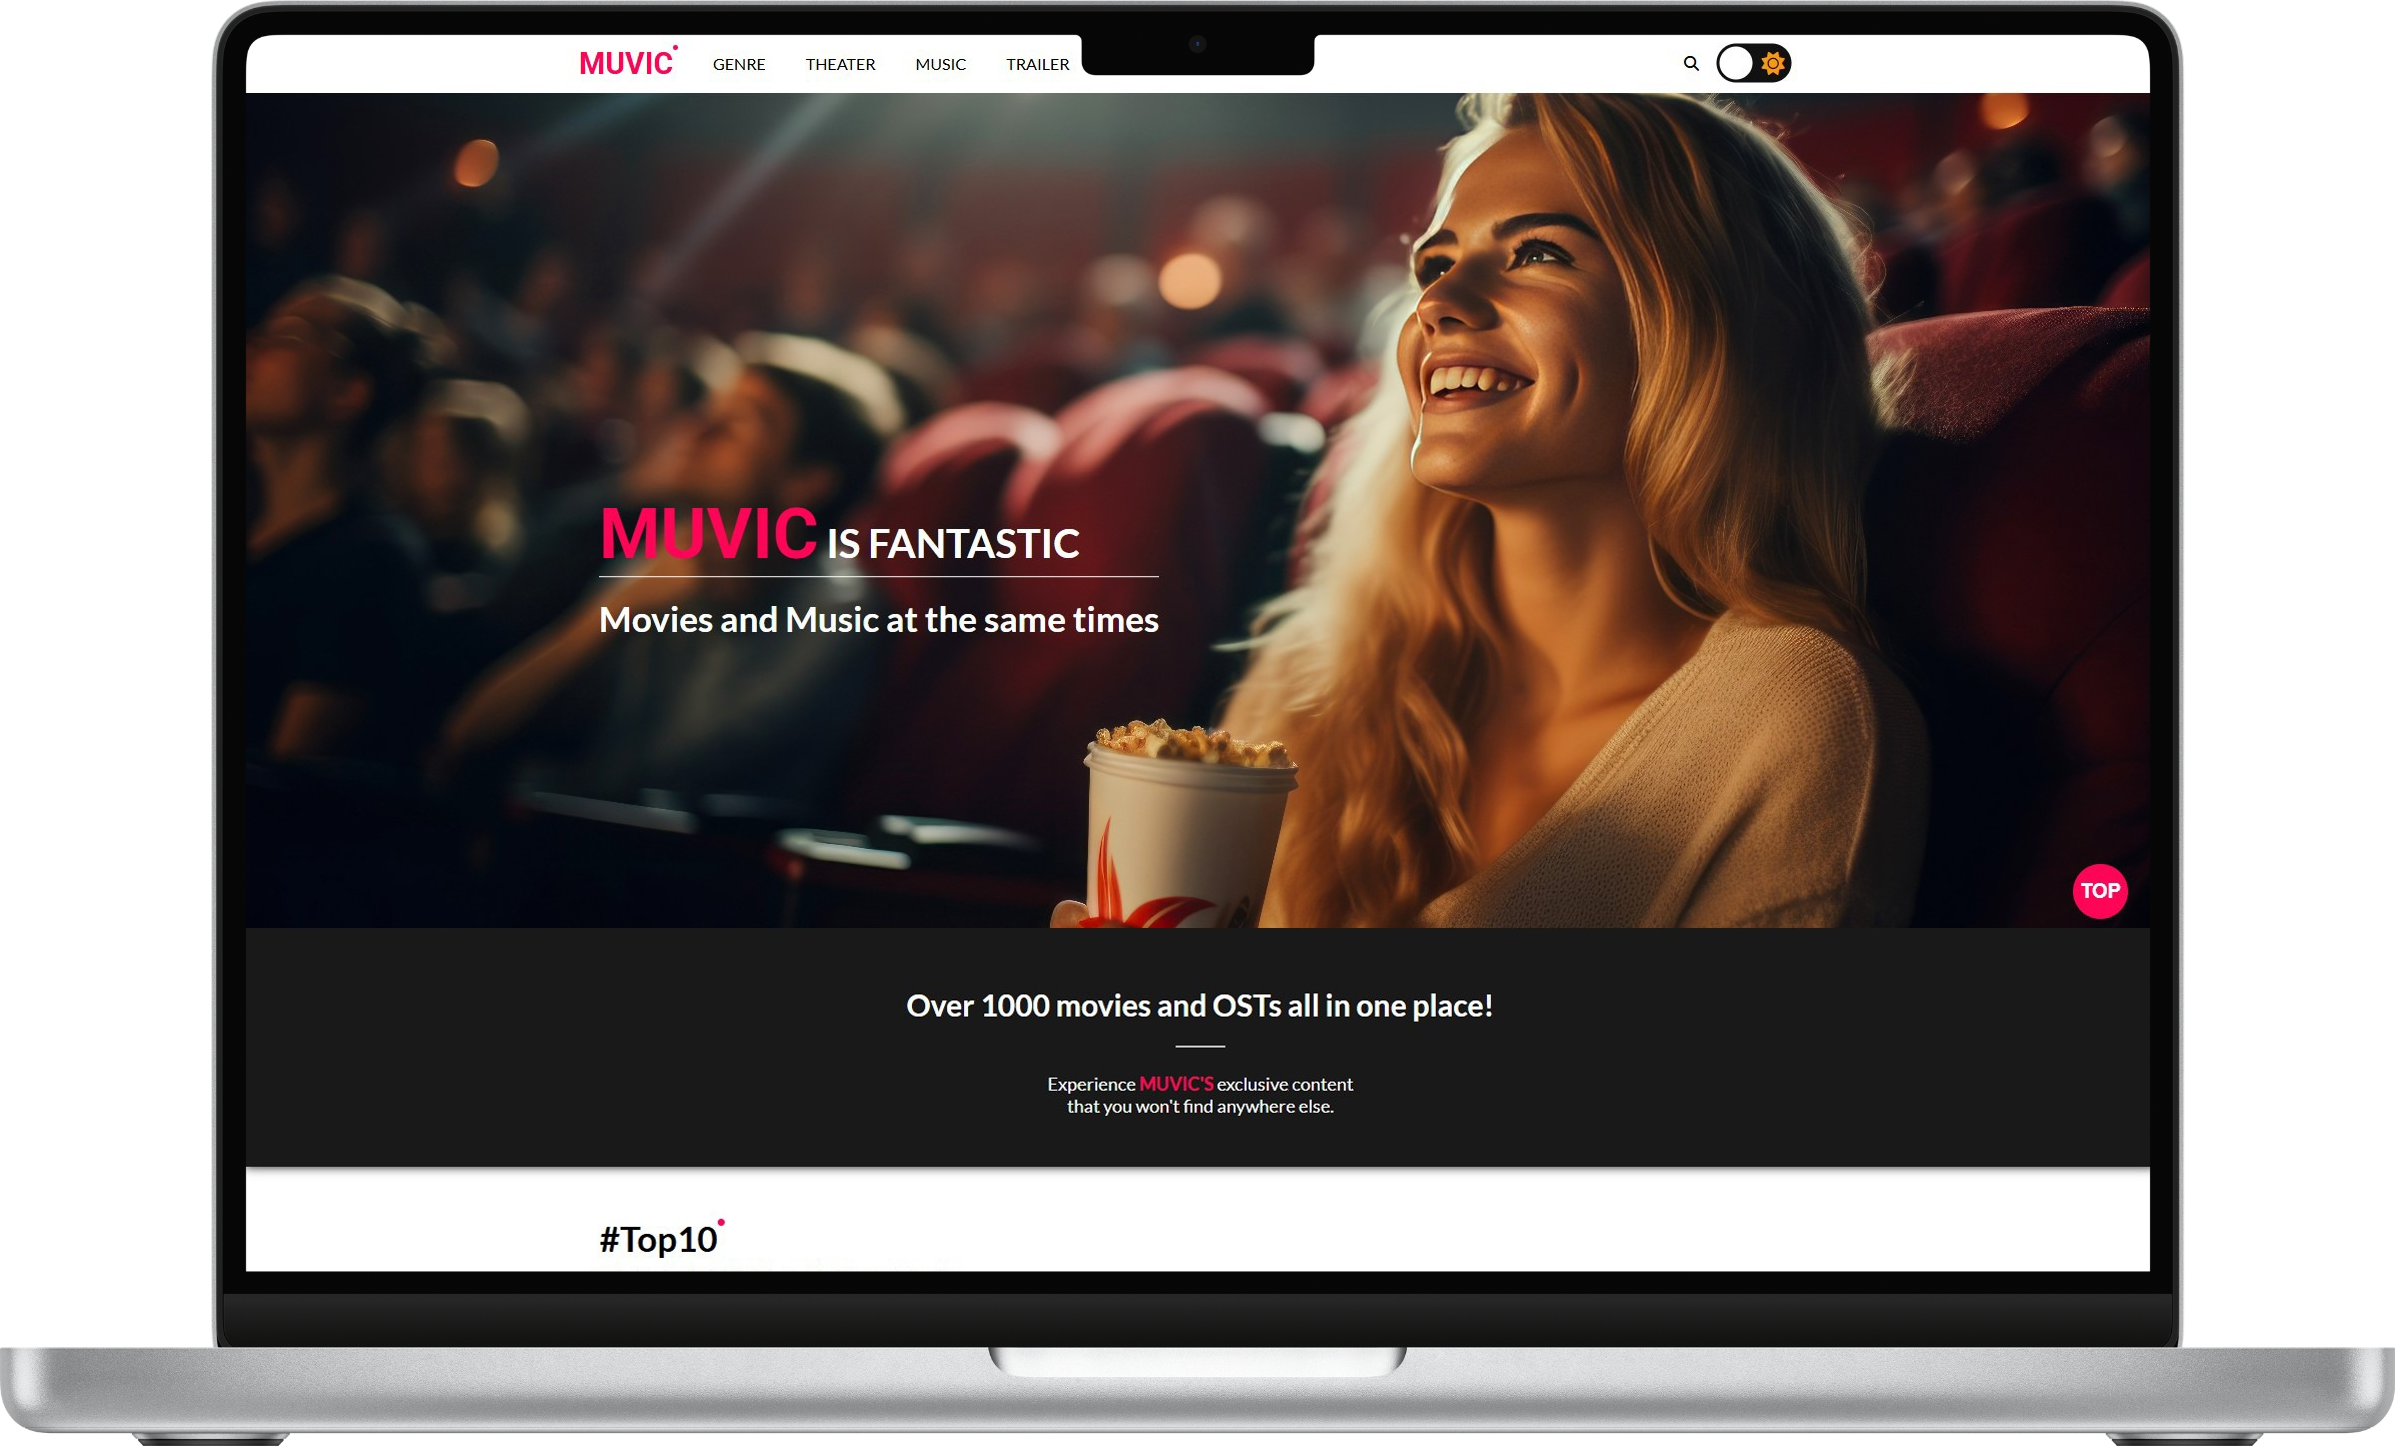 MUVIC GENRE THEATER MUSIC TRAILER
MUVIC IS FANTASTIC
Movies and Music at the same times
TOP
Over 1000 movies and OSTs all in one place!
Experience MUVIC'S exclusive content
that you won't find anywhere else.
#Top10